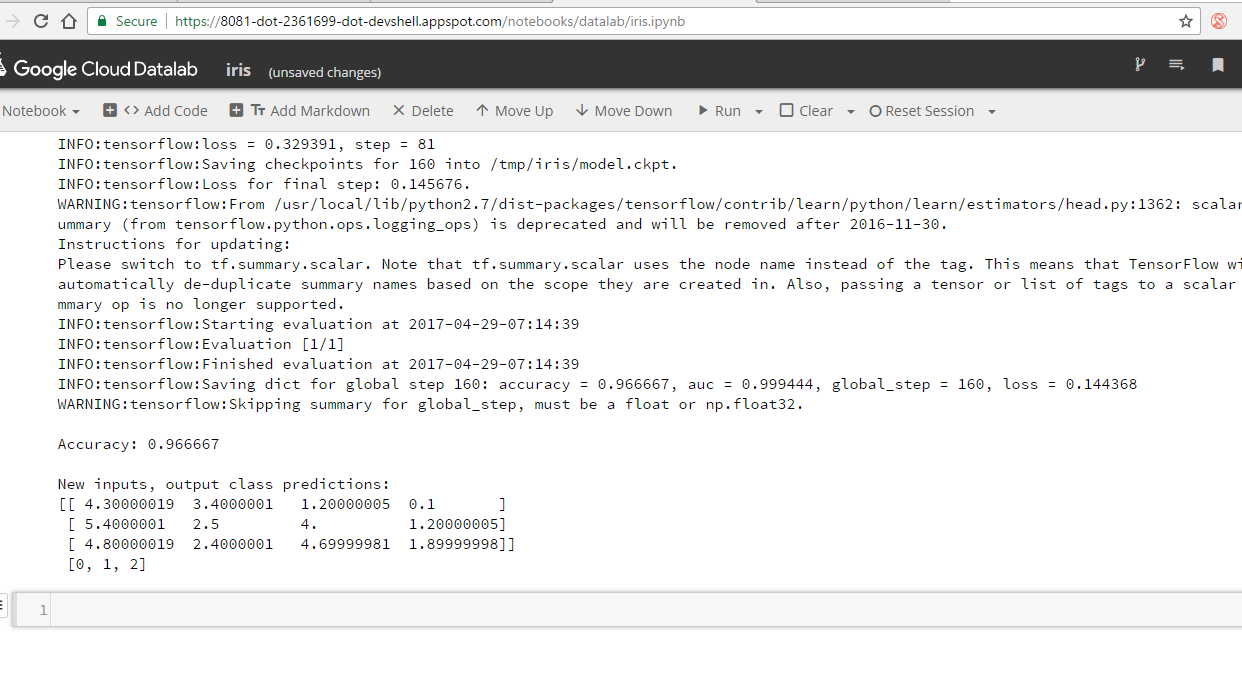 Secure https://8081-dot-2361699-dot-devshell.appspot.com/notebooks/datalab/iris.ipynb
Google Cloud Datalab iris (unsaved changes)
Notebook <> Add Code Tт Add Markdown Delete Move Up Move Down Run Clear Reset Session
INFO:tensorflow:loss = 0.329391, step = 81
INFO:tensorflow:Saving checkpoints for 160 into /tmp/iris/model.ckpt.
INFO:tensorflow:Loss for final step: 0.145676.
WARNING:tensorflow:From /usr/local/lib/python2.7/dist-packages/tensorflow/contrib/learn/python/learn/estimators/head.py:1362: scalar
ummary (from tensorflow.python.ops.logging_ops) is deprecated and will be removed after 2016-11-30.
Instructions for updating:
Please switch to tf.summary.scalar. Note that tf.summary.scalar uses the node name instead of the tag. This means that TensorFlow wi
automatically de-duplicate summary names based on the scope they are created in. Also, passing a tensor or list of tags to a scalar
mmary op is no longer supported.
INFO:tensorflow:Starting evaluation at 2017-04-29-07:14:39
INFO:tensorflow:Evaluation [1/1]
INFO:tensorflow:Finished evaluation at 2017-04-29-07:14:39
INFO:tensorflow:Saving dict for global step 160: accuracy = 0.966667, auc = 0.999444, global_step = 160, loss = 0.144368
WARNING:tensorflow:Skipping summary for global_step, must be a float or np.float32.
Accuracy: 0.966667
New inputs, output class predictions:
[[ 4.30000019 3.4000001 1.20000005 0.1 ]
[ 5.4000001 2.5 4. 1.20000005]
[ 4.80000019 2.4000001 4.69999981 1.89999998]]
[0, 1, 2]
1